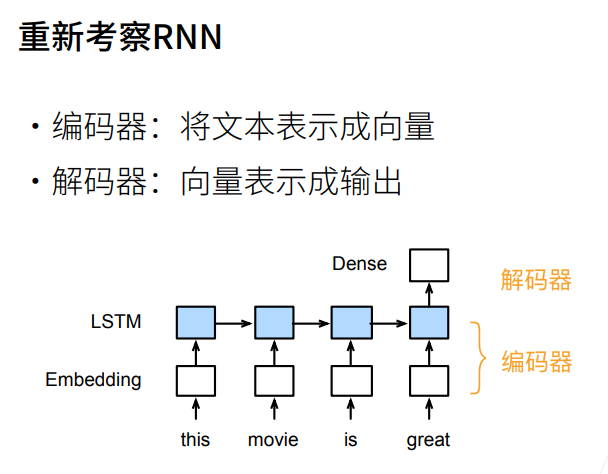 重新考察RNN
• 编码器：将文本表示成向量
• 解码器：向量表示成输出
Dense
解码器
LSTM
编码器
Embedding
this movie is great